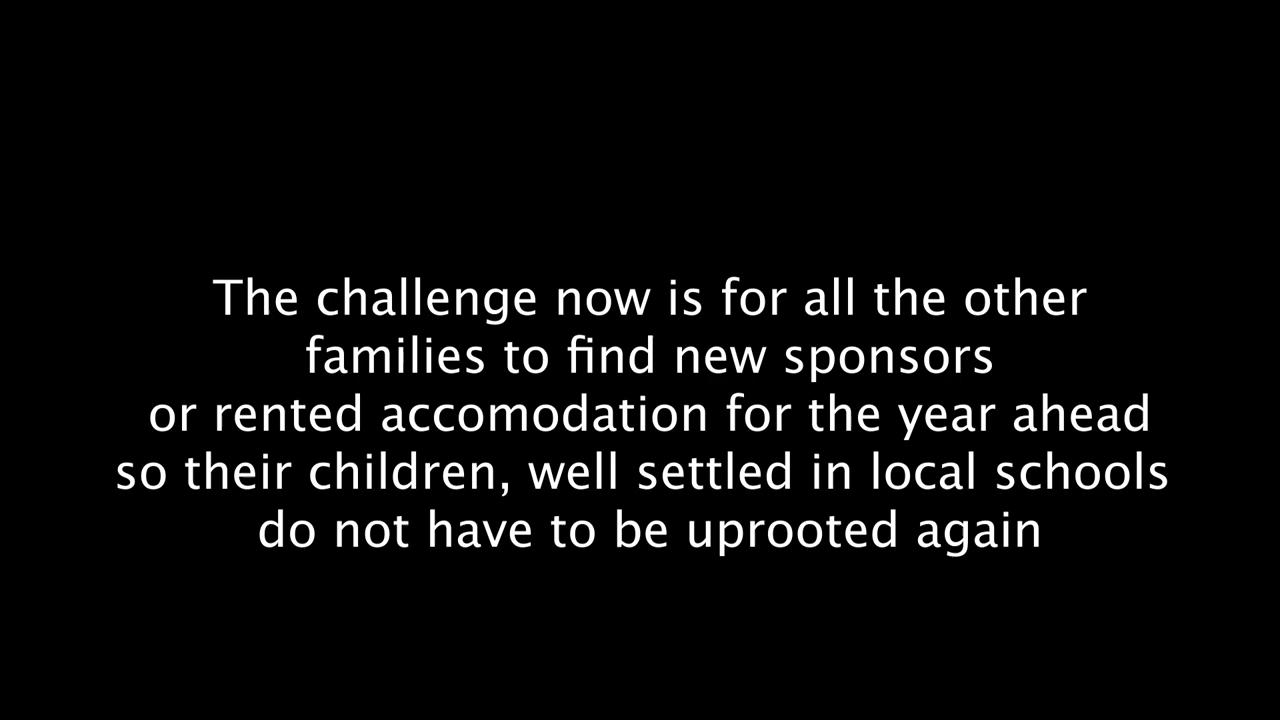 The challenge now is for all the other
families to find new sponsors
or rented accomodation for the year ahead
so their children, well settled in local schools
do not have to be uprooted again